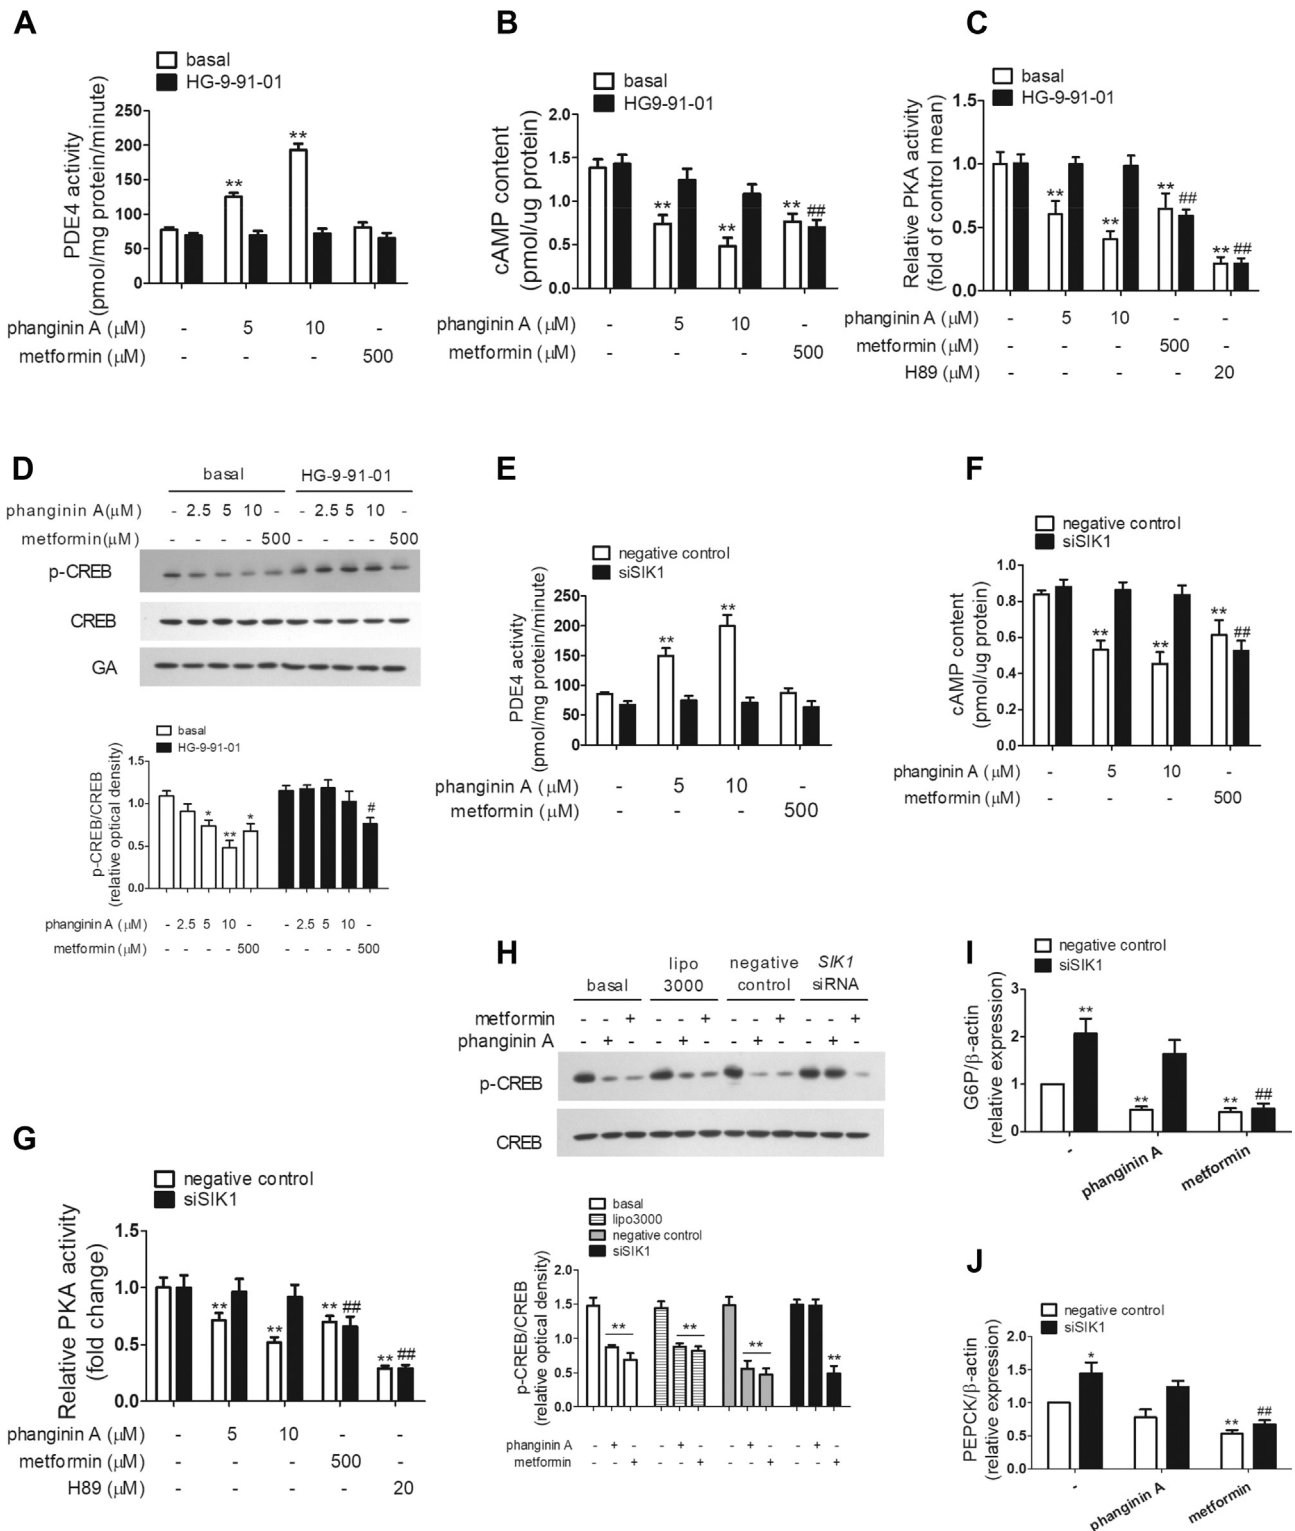 A
basal
HG-9-91-01
PDE4 activity
(pmol/mg protein/minute)
250
200
150
100
50
0
** **
phanginin A (μM) - 5 10 -
metformin (μM) - - - 500
B
basal
HG9-91-01
cAMP content
(pmol/ug protein)
2.0
1.5
1.0
0.5
0.0
** ** ** ##
phanginin A (μM) - 5 10 -
metformin (μM) - - - 500
C
basal
HG-9-91-01
Relative PKA activity
(fold of control mean)
1.5
1.0
0.5
0.0
** ** ** ## ** ##
phanginin A (μM) - 5 10 - -
metformin (μM) - - - 500 -
H89 (μM) - - - - 20
D
basal HG-9-91-01
phanginin A(μM) - 2.5 5 10 - - 2.5 5 10 -
metformin(μM) - - - - 500 - - - - 500
p-CREB
CREB
GA
basal
HG-9-91-01
p-CREB/CREB
(relative optical density)
1.5
1.0
0.5
0.0
* ** * #
phanginin A (μM) - 2.5 5 10 - - 2.5 5 10 -
metformin (μM) - - - - 500 - - - - 500
E
negative control
siSIK1
PDE4 activity
(pmol/mg protein/minute)
250
200
150
100
50
0
** **
phanginin A (μM) - 5 10 -
metformin (μM) - - - 500
F
negative control
siSIK1
cAMP content
(pmol/ug protein)
1.0
0.8
0.6
0.4
0.2
0.0
** ** ** ##
phanginin A (μM) - 5 10 -
metformin (μM) - - - 500
G
negative control
siSIK1
Relative PKA activity
(fold change)
1.5
1.0
0.5
0.0
** ** ** ## ** ##
phanginin A (μM) - 5 10 - -
metformin (μM) - - - 500 -
H89 (μM) - - - - 20
H
basal lipo 3000 negative control SIK1 siRNA
metformin - - + - - + - - + - - +
phanginin A - + - - + - - + - - + -
p-CREB
CREB
basal
lipo3000
negative control
siSIK1
p-CREB/CREB
(relative optical density)
2.0
1.5
1.0
0.5
0.0
** ** ** **
phanginin A - + - - + - - + - - + -
metformin - - + - - + - - + - - +
I
negative control
siSIK1
G6P/β-actin
(relative expression)
3
2
1
0
** ** ** ##
- phanginin A metformin
J
negative control
siSIK1
PEPCK/β-actin
(relative expression)
2.0
1.5
1.0
0.5
0.0
* ** ##
- phanginin A metformin